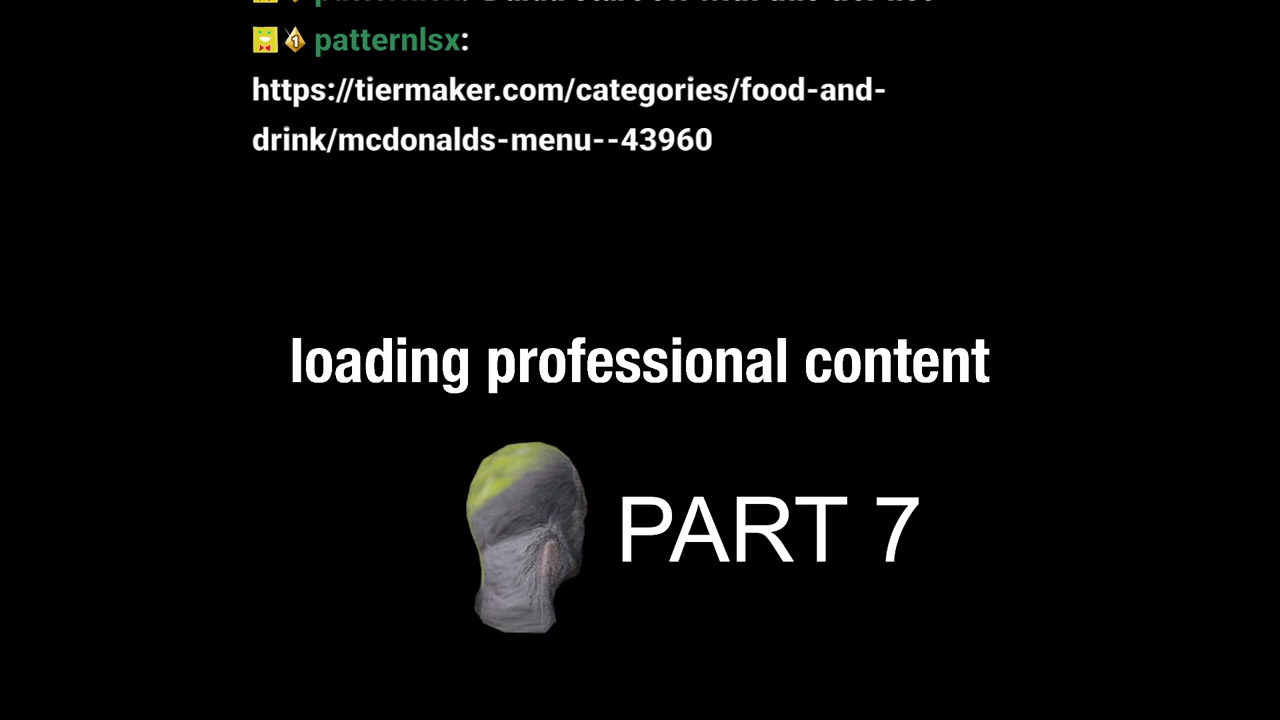 patternlsx:
https://tiermaker.com/categories/food-and-
drink/mcdonalds-menu--43960
loading professional content
PART 7